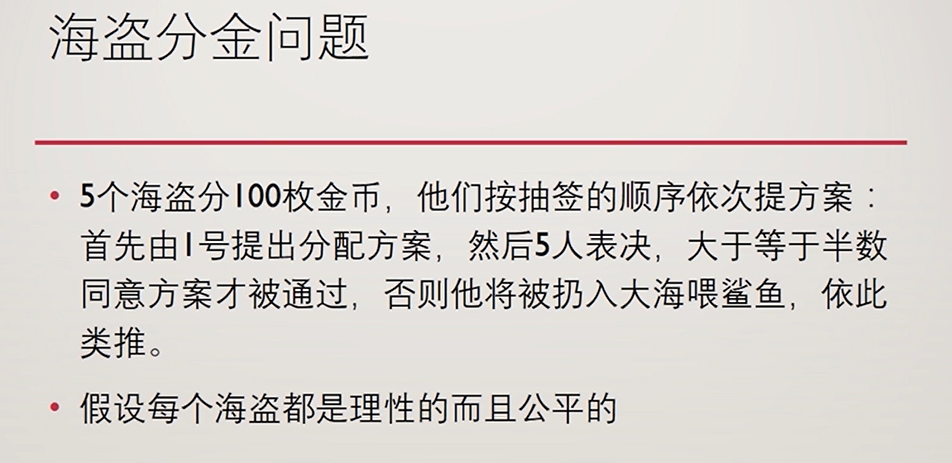 海盗分金问题
• 5个海盗分100枚金币，他们按抽签的顺序依次提方案：
首先由1号提出分配方案，然后5人表决，大于等于半数
同意方案才被通过，否则他将被扔入大海喂鲨鱼，依此
类推。
• 假设每个海盗都是理性的而且公平的